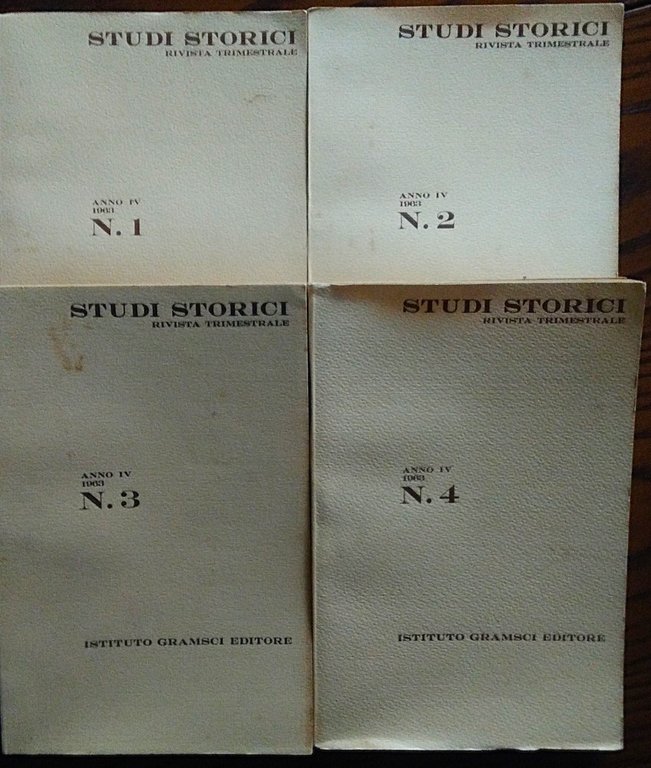 STUDI STORICI
RIVISTA TRIMESTRALE
ANNO IV
1963
N. 1
STUDI STORICI
RIVISTA TRIMESTRALE
ANNO IV
1963
N. 2
STUDI STORICI
RIVISTA TRIMESTRALE
ANNO IV
1963
N. 3
ISTITUTO GRAMSCI EDITORE
STUDI STORICI
RIVISTA TRIMESTRALE
ANNO IV
1963
N. 4
ISTITUTO GRAMSCI EDITORE